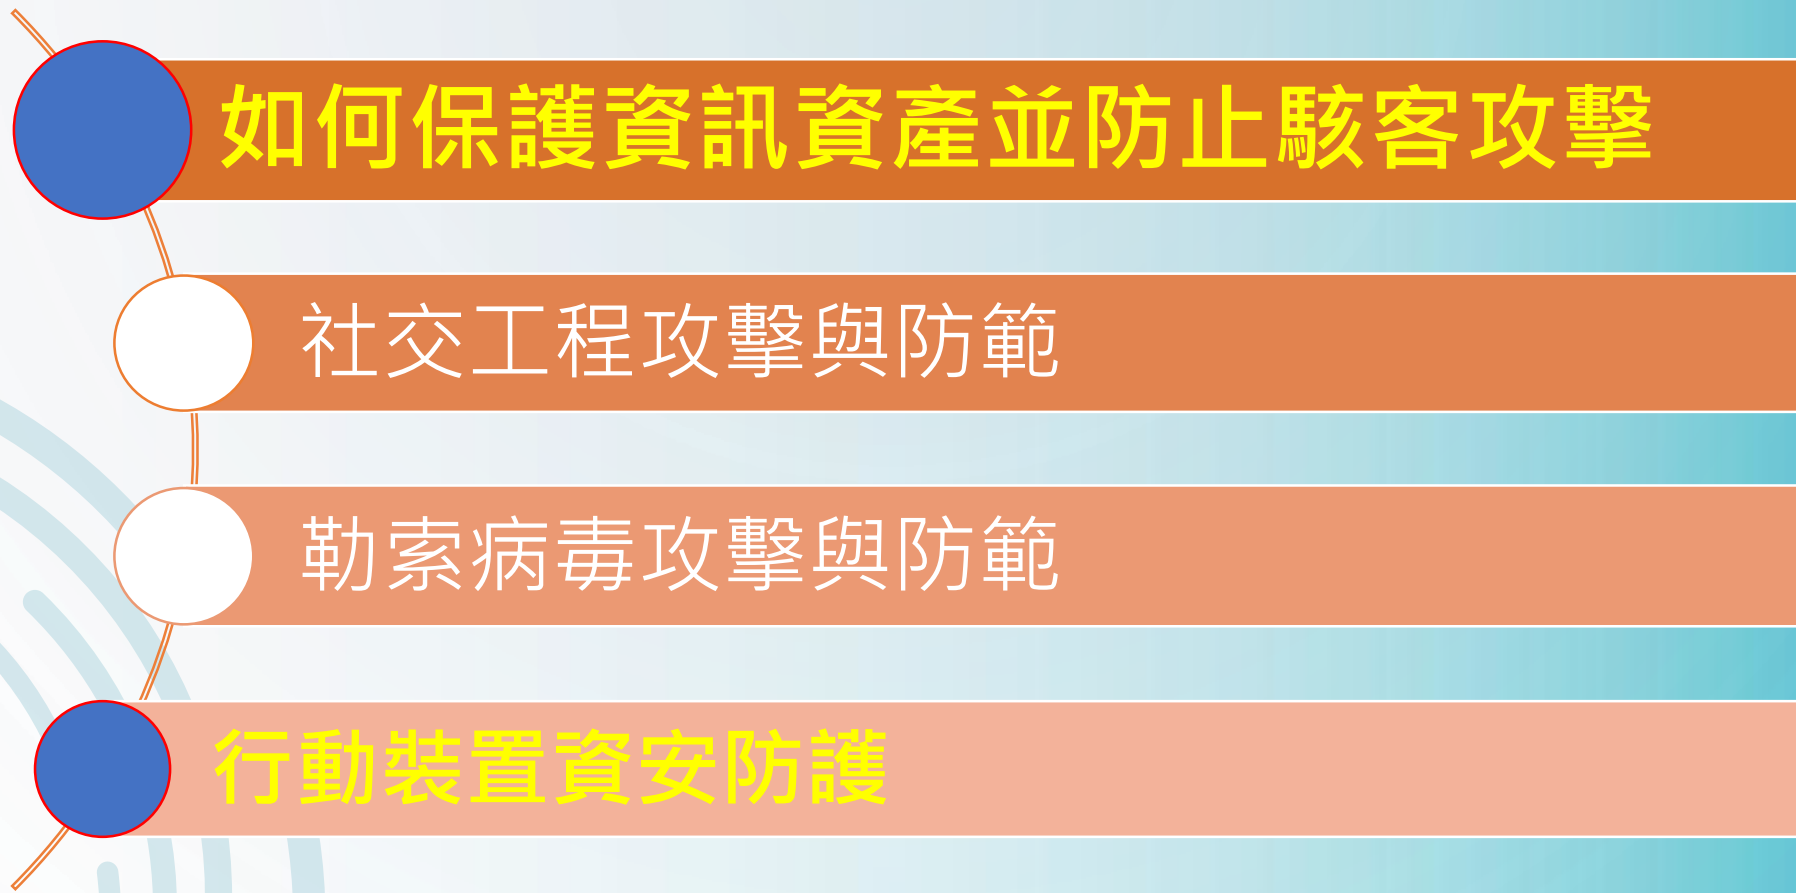 如何保護資訊資產並防止駭客攻擊
社交工程攻擊與防範
勒索病毒攻擊與防範
行動裝置資安防護